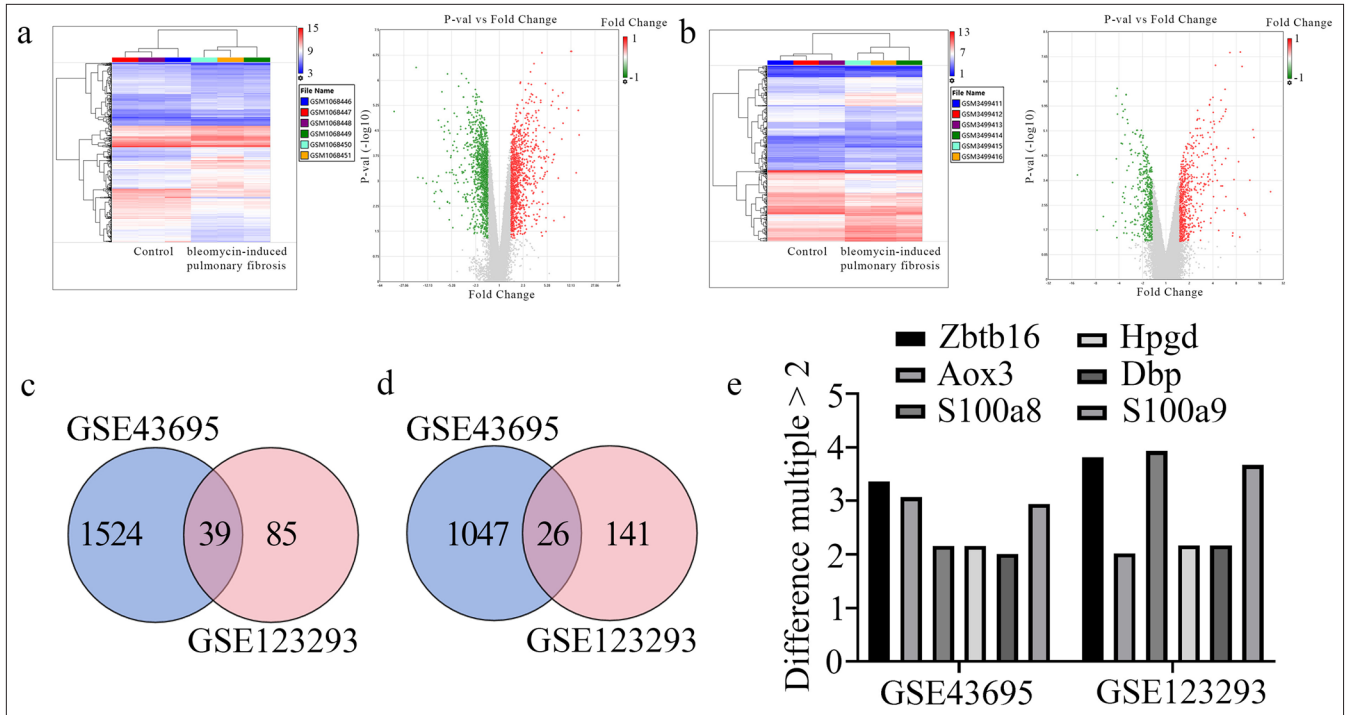 a
15
9
3
File Name
GSM1068446
GSM1068447
GSM1068448
GSM1068449
GSM1068450
GSM1068451
Control
bleomycin-induced
pulmonary fibrosis
P-val vs Fold Change
Fold Change
1
-1
P-val (-log10)
Fold Change
b
13
7
1
File Name
GSM3499411
GSM3499412
GSM3499413
GSM3499414
GSM3499415
GSM3499416
Control
bleomycin-induced
pulmonary fibrosis
P-val vs Fold Change
Fold Change
1
-1
P-val (-log10)
Fold Change
c
GSE43695
1524
39
85
GSE123293
d
GSE43695
1047
26
141
GSE123293
e
Zbtb16
Hpgd
Aox3
Dbp
S100a8
S100a9
Difference multiple > 2
5
4
3
2
1
0
GSE43695
GSE123293